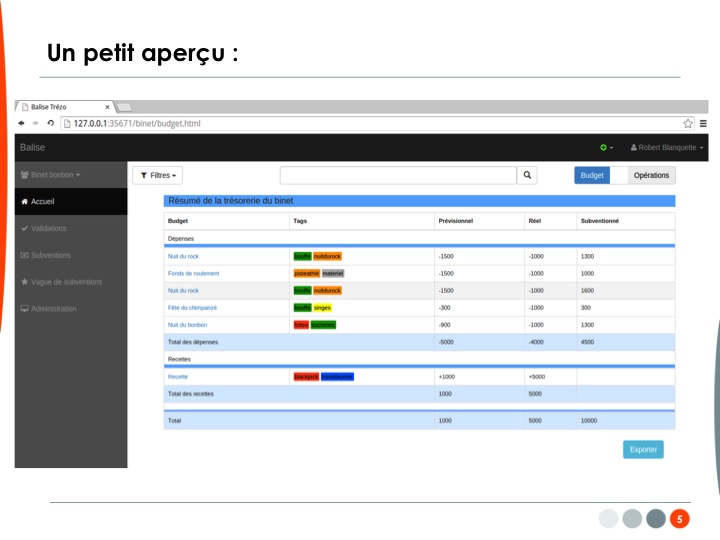 Un petit aperçu :
Balise Trézo
127.0.0.1:35671/binet/budget.html
Balise
Robert Blanquette
Binet bonbon
Filtres
Budget Opérations
Accueil
Validations
Subventions
Vague de subventions
Administration
Résumé de la trésorerie du binet
Budget Tags Prévisionnel Réel Subventionné
Dépenses
Nuit du rock bouffe nuitdurock -1500 -1000 1300
Fonds de roulement pisteathlé materiel -1500 -1000 1000
Nuit du rock bouffe nuitdurock -1500 -1000 1600
Fête du chimpanzé bouffe singes -300 -1000 300
Nuit du bonbon -900 -1000 1300
Total des dépenses -5000 -4000 4500
Recettes
Recette blackjack +1000 +5000
Total des recettes 1000 5000
Total 1000 5000 10000
Exporter
5